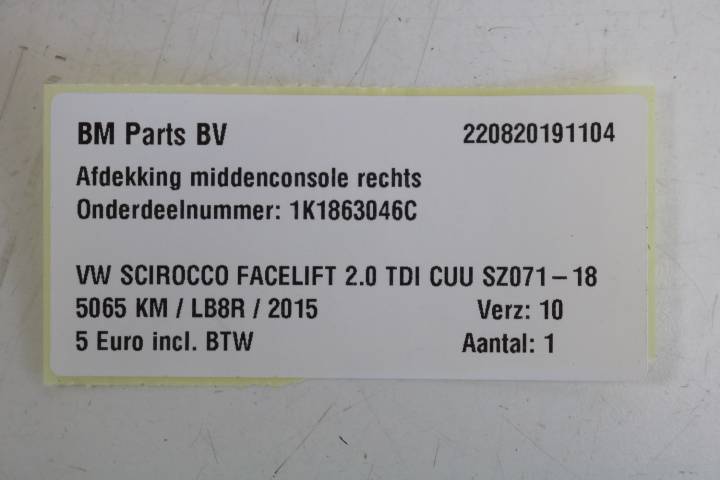 BM Parts BV 220820191104
Afdekking middenconsole rechts
Onderdeelnummer: 1K1863046C
VW SCIROCCO FACELIFT 2.0 TDI CUU SZ071-18
5065 KM / LB8R / 2015 Verz: 10
5 Euro incl. BTW Aantal: 1